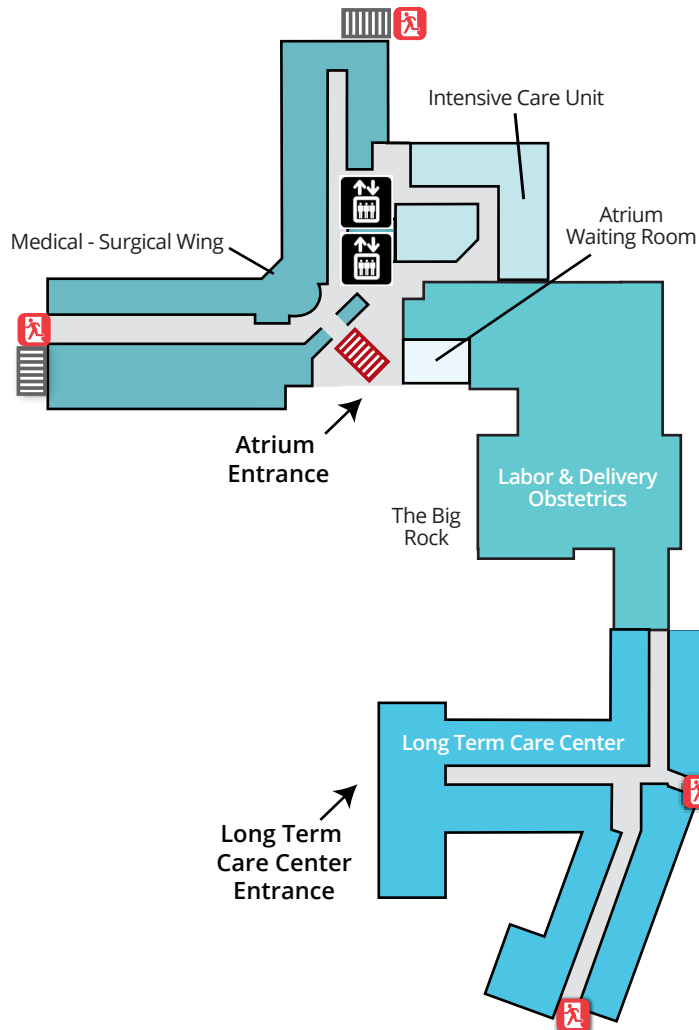 Intensive Care Unit
Atrium
Waiting Room
Medical - Surgical Wing
Atrium
Entrance
Labor & Delivery
Obstetrics
The Big
Rock
Long Term Care Center
Long Term
Care Center
Entrance